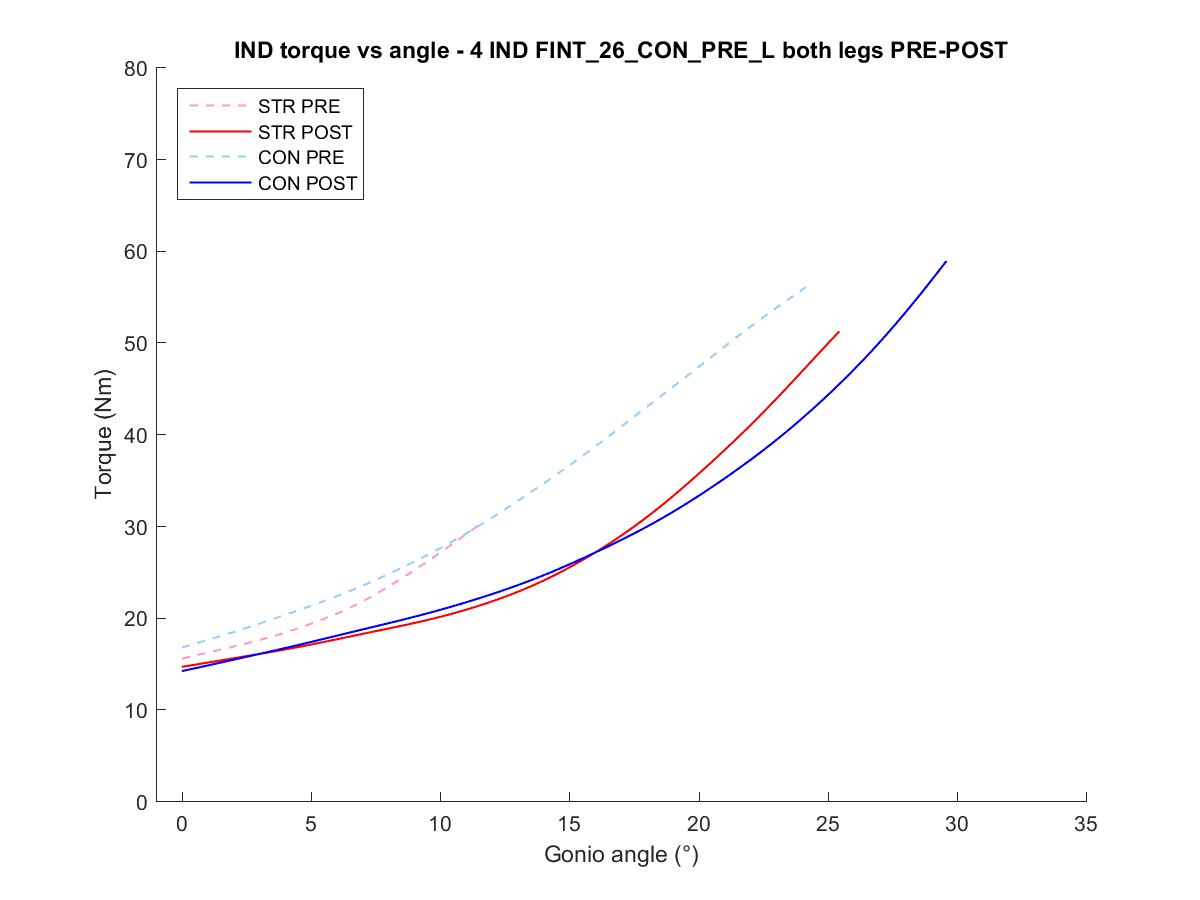 IND torque vs angle - 4 IND FINT_26_CON_PRE_L both legs PRE-POST
STR PRE
STR POST
CON PRE
CON POST
80
70
60
50
40
30
20
10
0
Torque (Nm)
0 5 10 15 20 25 30 35
Gonio angle (°)